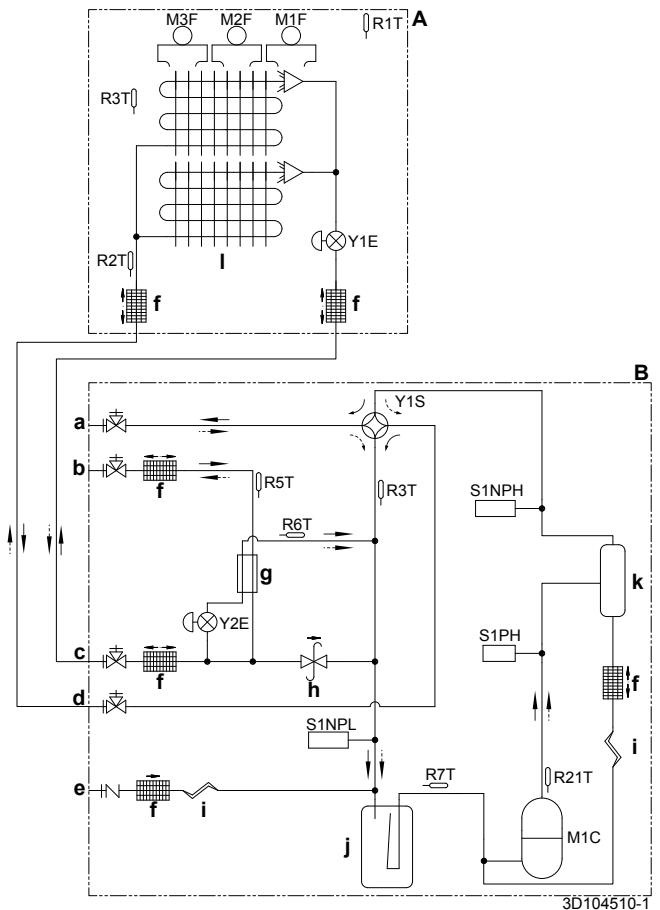 M3F M2F M1F
R1T
A
R3T
Y1E
R2T
l
f
f
B
a
Y1S
b
f
R5T
R3T
S1NPH
R6T
g
k
Y2E
S1PH
c
f
h
f
d
S1NPL
i
e
f
i
R7T
R21T
j
M1C
3D104510-1